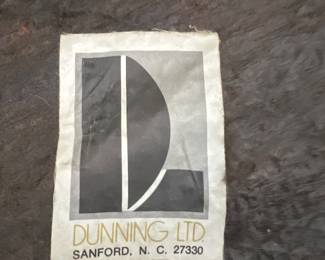 DUNNING LTD.
SANFORD, N. C. 27330